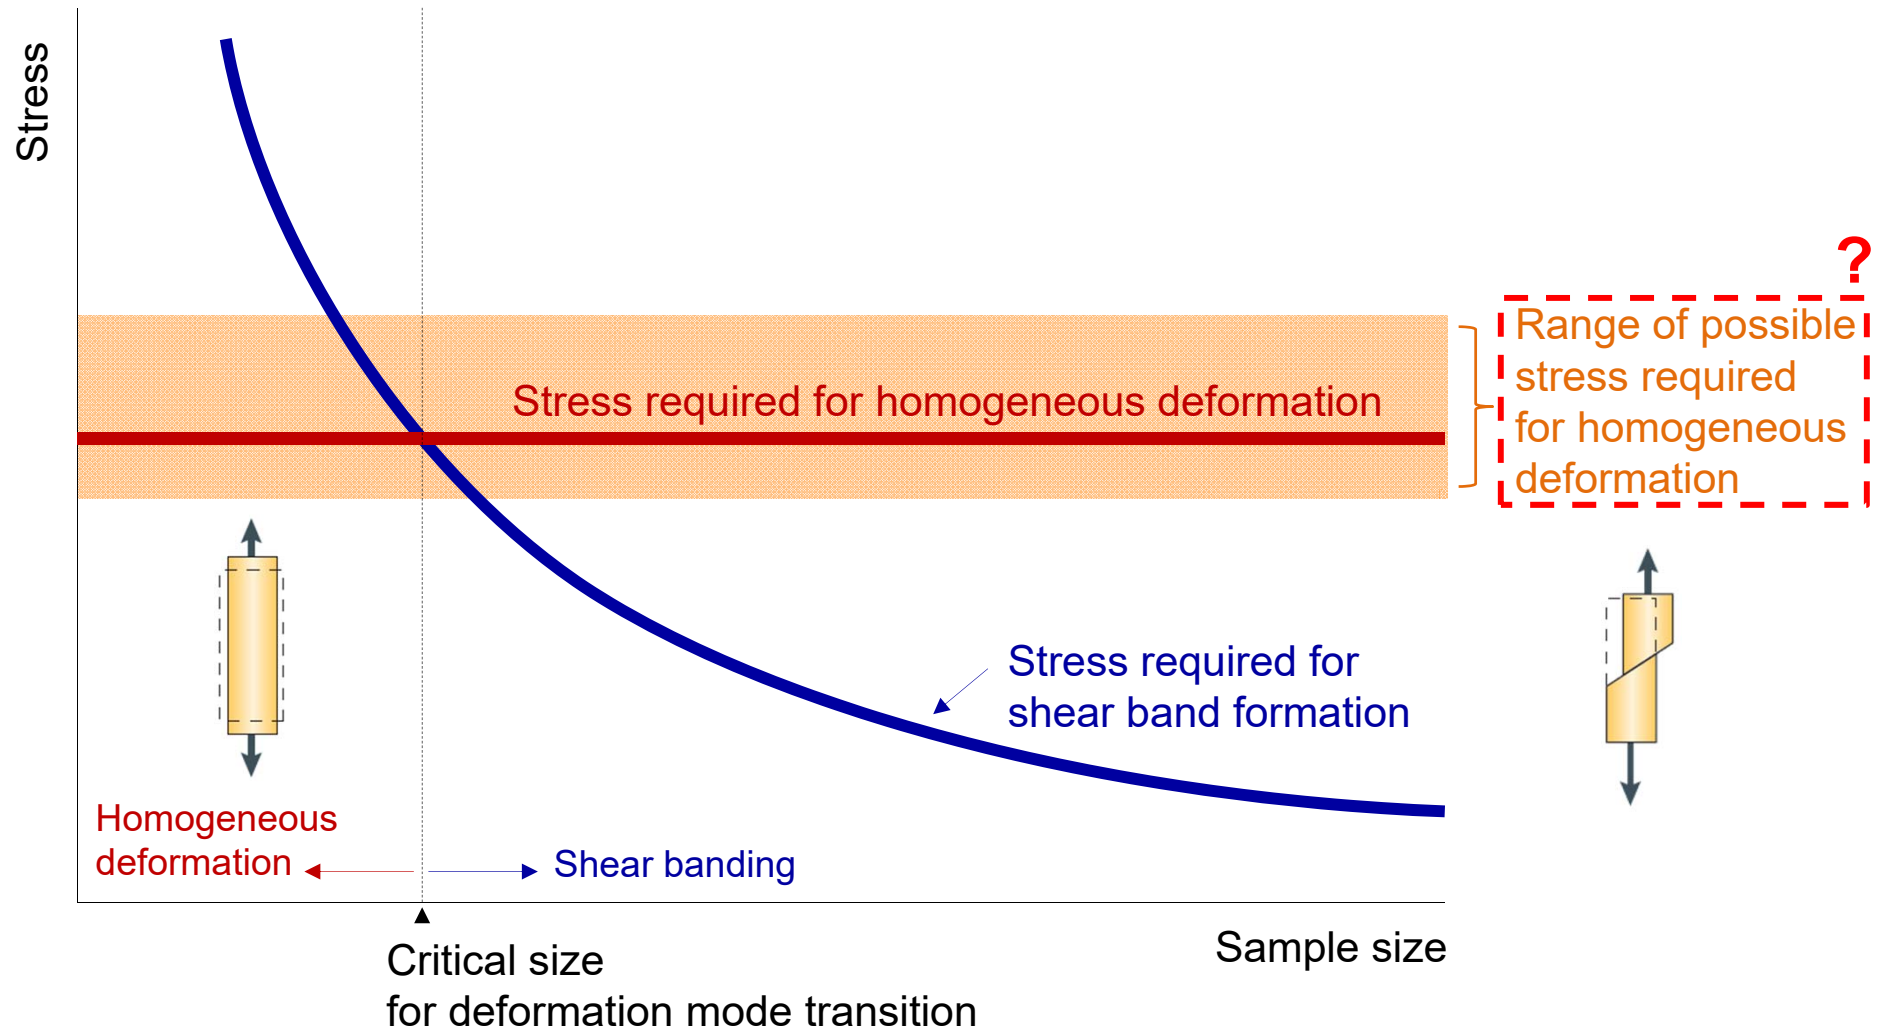 Stress
?
Range of possible
stress required
for homogeneous
deformation
Stress required for homogeneous deformation
Stress required for
shear band formation
Homogeneous
deformation
Shear banding
Sample size
Critical size
for deformation mode transition